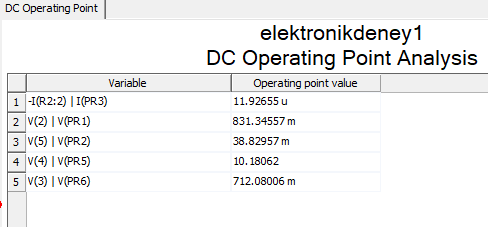 DC Operating Point
elektronikdeney1
DC Operating Point Analysis
Variable Operating point value
1 -I(R2:2) | I(PR3) 11.92655 u
2 V(2) | V(PR1) 831.34557 m
3 V(5) | V(PR2) 38.82957 m
4 V(4) | V(PR5) 10.18062
5 V(3) | V(PR6) 712.08006 m